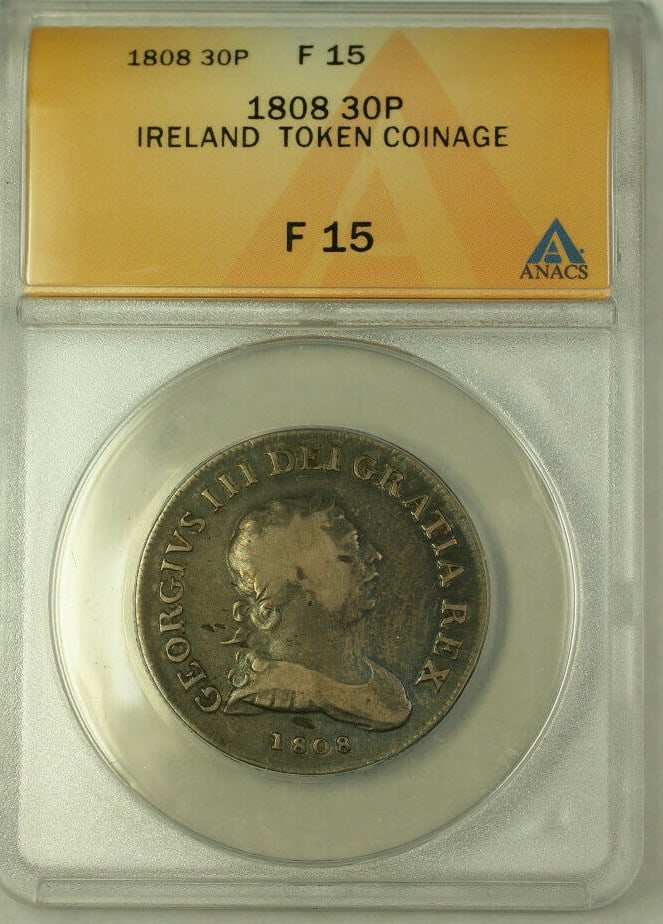 1808 30P F 15
1808 30P
IRELAND TOKEN COINAGE
F 15
ANACS
GEORGIVS III DEI GRATIA REX
1808